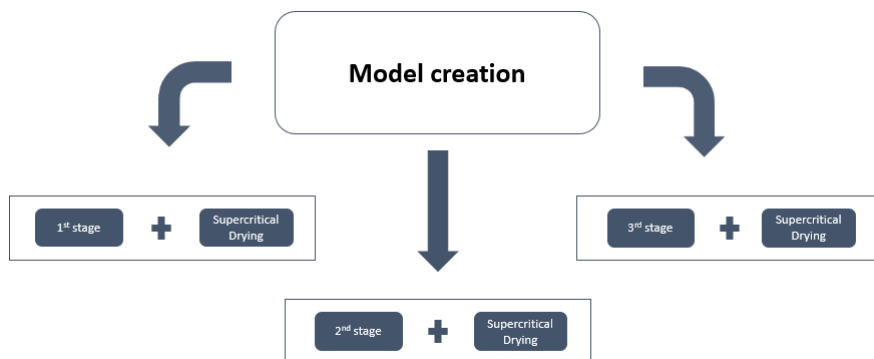 Model creation
1st stage
Supercritical
Drying
3rd stage
Supercritical
Drying
2nd stage
Supercritical
Drying